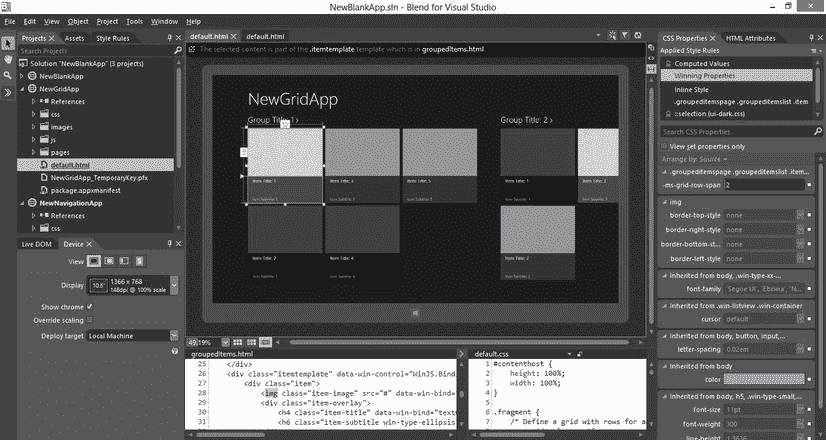 NewBlankApp.sln - Blend for Visual Studio
File Edit View Object Project Tools Window Help
Projects Assets Style Rules
Search Projects
Solution "NewBlankApp" (3 projects)
NewBlankApp
NewGridApp
References
css
images
js
pages
default.html
NewGridApp_TemporaryKey.pfx
package.appxmanifest
NewNavigationApp
References
css
Live DOM Device
View
Display 10.6" 1366 x 768
148dpi @ 100% scale
Show chrome
Override scaling
Deploy target Local Machine
default.html default.html
The selected content is part of the .itemtemplate template which is in groupedItems.html
NewGridApp
Group Title: 1 Group Title: 2
Item Title: 1
Item Subtitle: 1
Item Title: 2
Item Subtitle: 2
Item Title: 4
49.19%
groupedItems.html
25 </div>
26 <div class="itemtemplate" data-win-control="WinJS.Bind
27 <div class="item">
28 <img class="item-image" src="#" data-win-bind=
29 <div class="item-overlay">
30 <h4 class="item-title" data-win-bind="text
31 <h6 class="item-subtitle win-type-ellipsis
default.css
1 #contenthost {
2 height: 100%;
3 width: 100%;
4 }
5
6 .fragment {
7 /* Define a grid with rows for a
CSS Properties HTML Attributes
Applied Style Rules
Computed Values
Winning Properties
Inline Style
.groupeditemspage .groupeditemslist .item
::selection (ui-dark.css)
Search CSS Properties
View set properties only
Arrange by: Source
.groupeditemspage .groupeditemslist .item...
-ms-grid-row-span 2
img
border-top-style none
border-right-style none
border-bottom-st... none
border-left-style none
Inherited from body, .win-type-xx-...
font-family "Segoe UI", "Ebrima", "N...
Inherited from .win-listview .win-container
cursor default
Inherited from body, button, input,...
letter-spacing 0.02em
Inherited from body
color
Inherited from body, h5, .win-type-small,...
font-size 11pt
font-weight 300